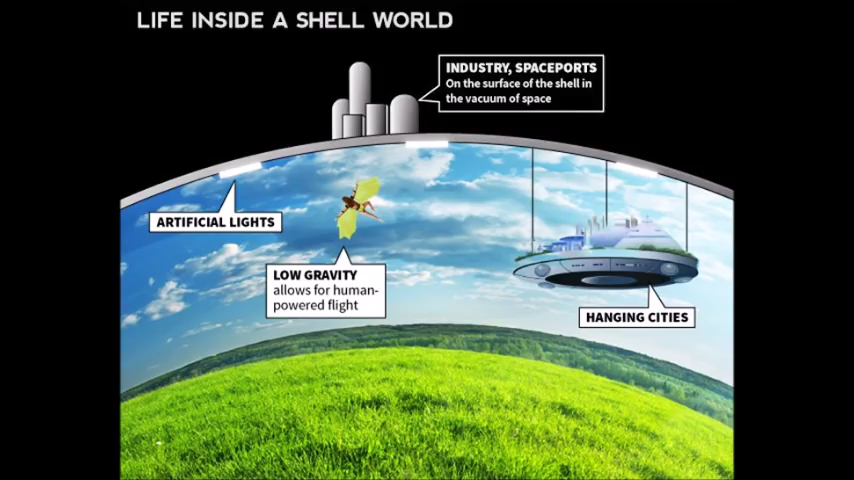 LIFE INSIDE A SHELL WORLD
INDUSTRY, SPACEPORTS
On the surface of the shell in
the vacuum of space
ARTIFICIAL LIGHTS
LOW GRAVITY
allows for human-
powered flight
HANGING CITIES